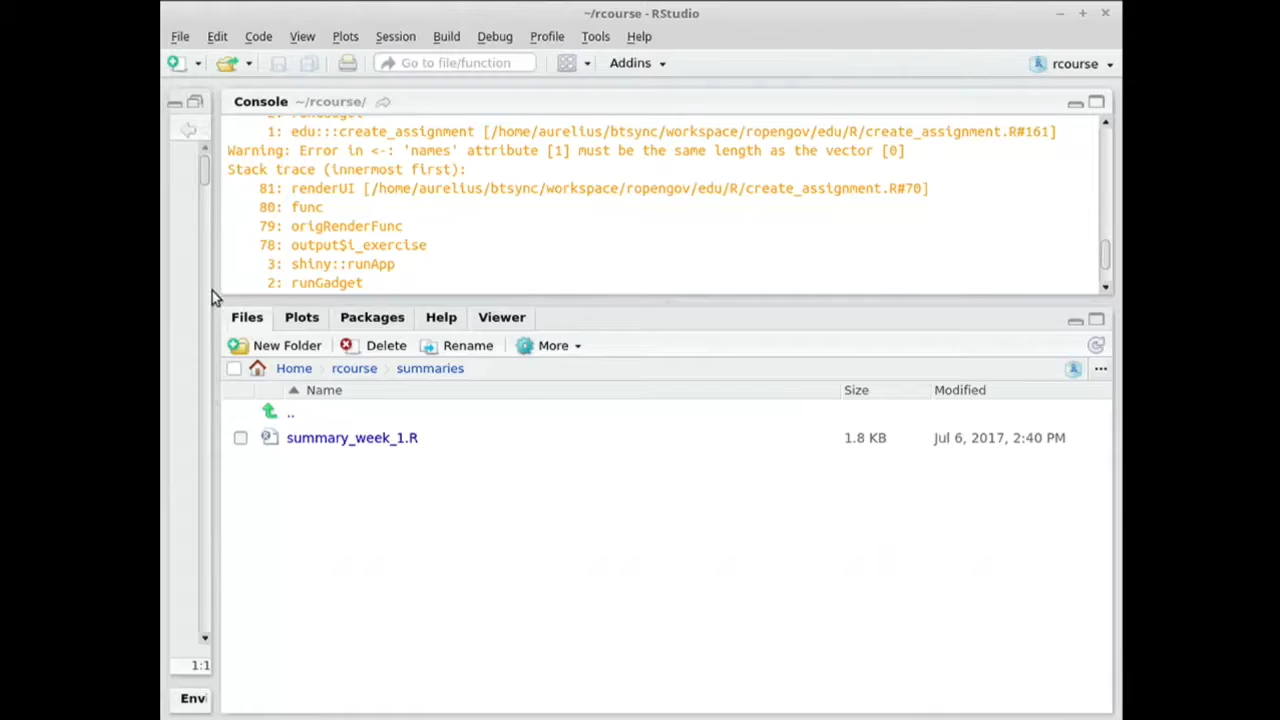 ~/rcourse - RStudio
File Edit Code View Plots Session Build Debug Profile Tools Help
Go to file/function Addins rcourse
Console ~/rcourse/
1: edu:::create_assignment [/home/aurelius/btsync/workspace/ropengov/edu/R/create_assignment.R#161]
Warning: Error in <-: 'names' attribute [1] must be the same length as the vector [0]
Stack trace (innermost first):
81: renderUI [/home/aurelius/btsync/workspace/ropengov/edu/R/create_assignment.R#70]
80: func
79: origRenderFunc
78: output$i_exercise
3: shiny::runApp
2: runGadget
Files Plots Packages Help Viewer
New Folder Delete Rename More
Home rcourse summaries
Name Size Modified
..
summary_week_1.R 1.8 KB Jul 6, 2017, 2:40 PM
1:1
Envi